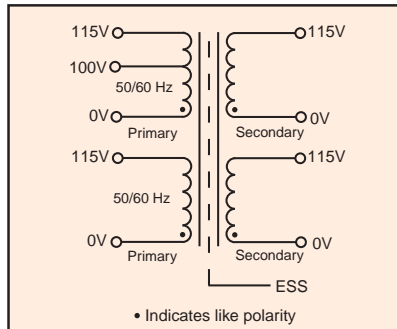 115V 115V
100V
50/60 Hz
0V 0V
Primary Secondary
115V 115V
50/60 Hz
0V 0V
Primary Secondary
ESS
• Indicates like polarity